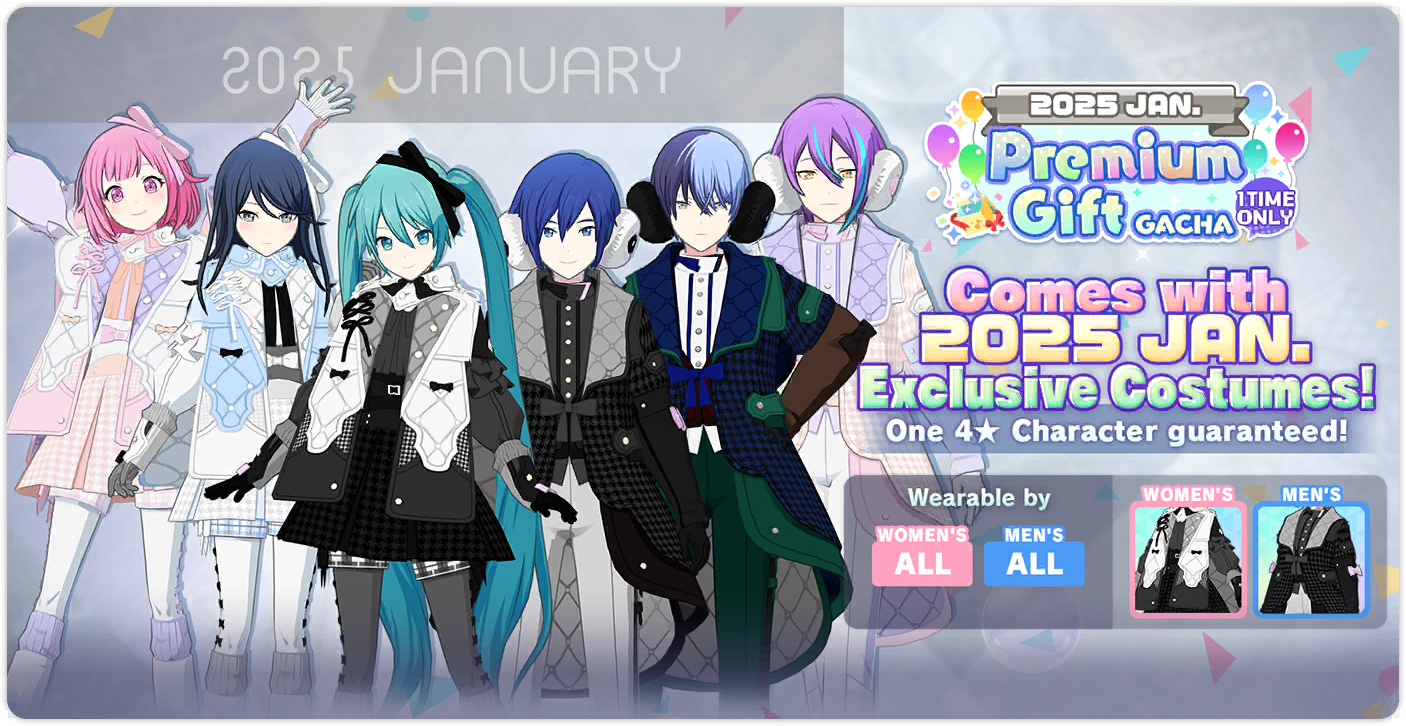 2025 JANUARY
2025 JAN.
Premium
Gift GACHA
1TIME
ONLY
Comes with
2025 JAN.
Exclusive Costumes!
One 4★ Character guaranteed!
Wearable by
WOMEN'S
ALL
MEN'S
ALL
WOMEN'S
MEN'S